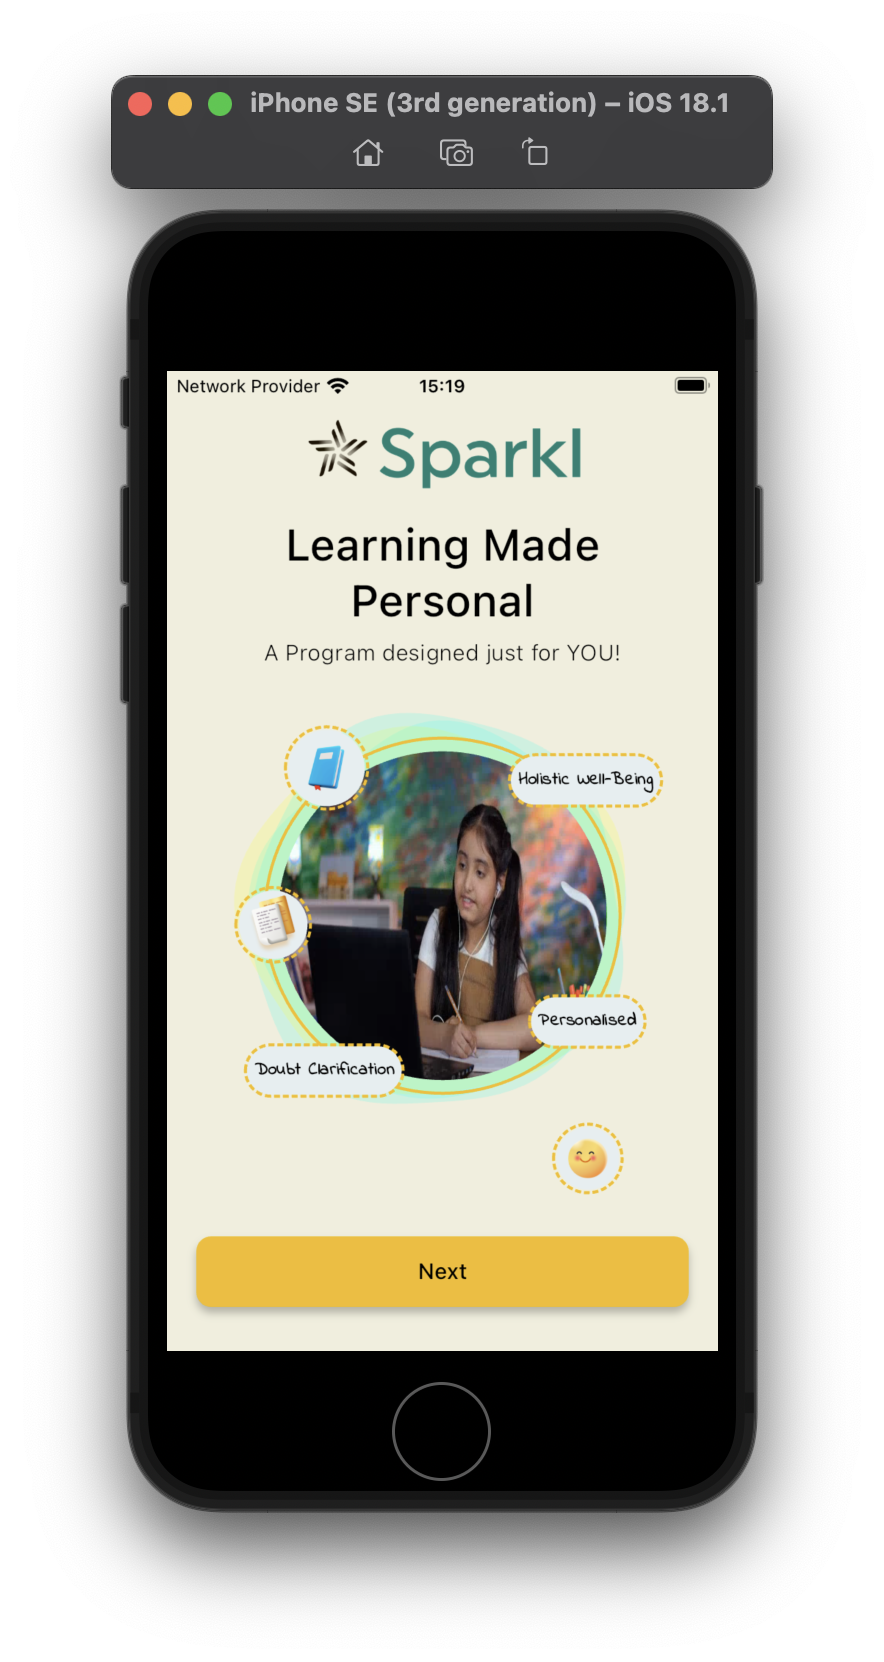 iPhone SE (3rd generation) – iOS 18.1
Network Provider 15:19
Sparkl
Learning Made
Personal
A Program designed just for YOU!
Holistic Well-Being
Personalised
Doubt Clarification
Next